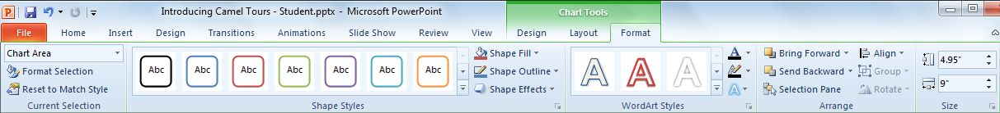 Introducing Camel Tours - Student.pptx - Microsoft PowerPoint
Chart Tools
File Home Insert Design Transitions Animations Slide Show Review View Design Layout Format
Chart Area
Format Selection
Reset to Match Style
Current Selection
Abc Abc Abc Abc Abc Abc Abc
Shape Fill
Shape Outline
Shape Effects
Shape Styles
A A A
A
A
WordArt Styles
Bring Forward
Send Backward
Selection Pane
Align
Group
Rotate
Arrange
4.95"
9"
Size